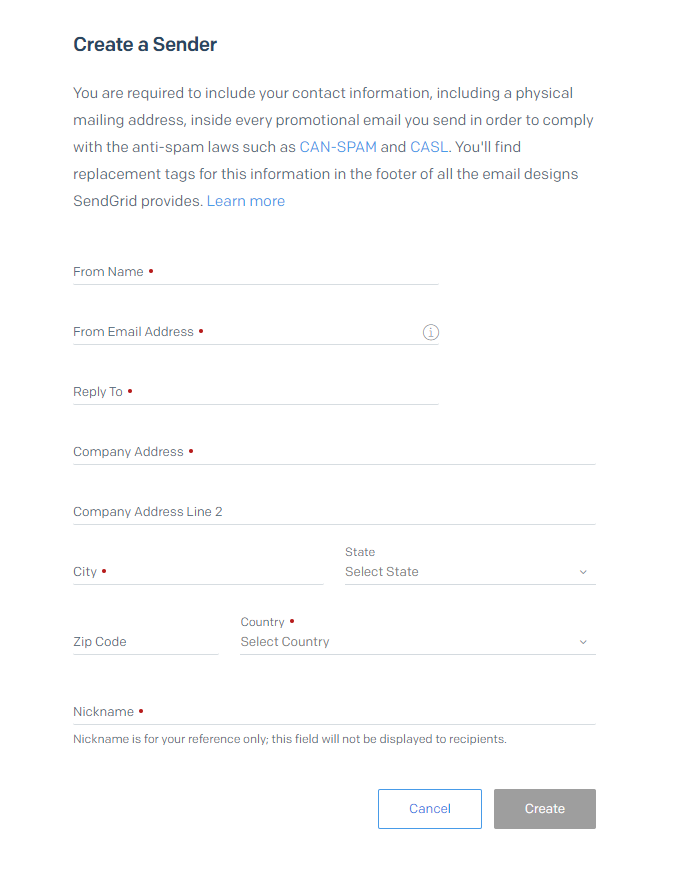 Create a Sender
You are required to include your contact information, including a physical
mailing address, inside every promotional email you send in order to comply
with the anti-spam laws such as CAN-SPAM and CASL. You'll find
replacement tags for this information in the footer of all the email designs
SendGrid provides. Learn more
From Name •
From Email Address •
Reply To •
Company Address •
Company Address Line 2
State
City •
Select State
Country •
Zip Code
Select Country
Nickname •
Nickname is for your reference only; this field will not be displayed to recipients.
Cancel
Create